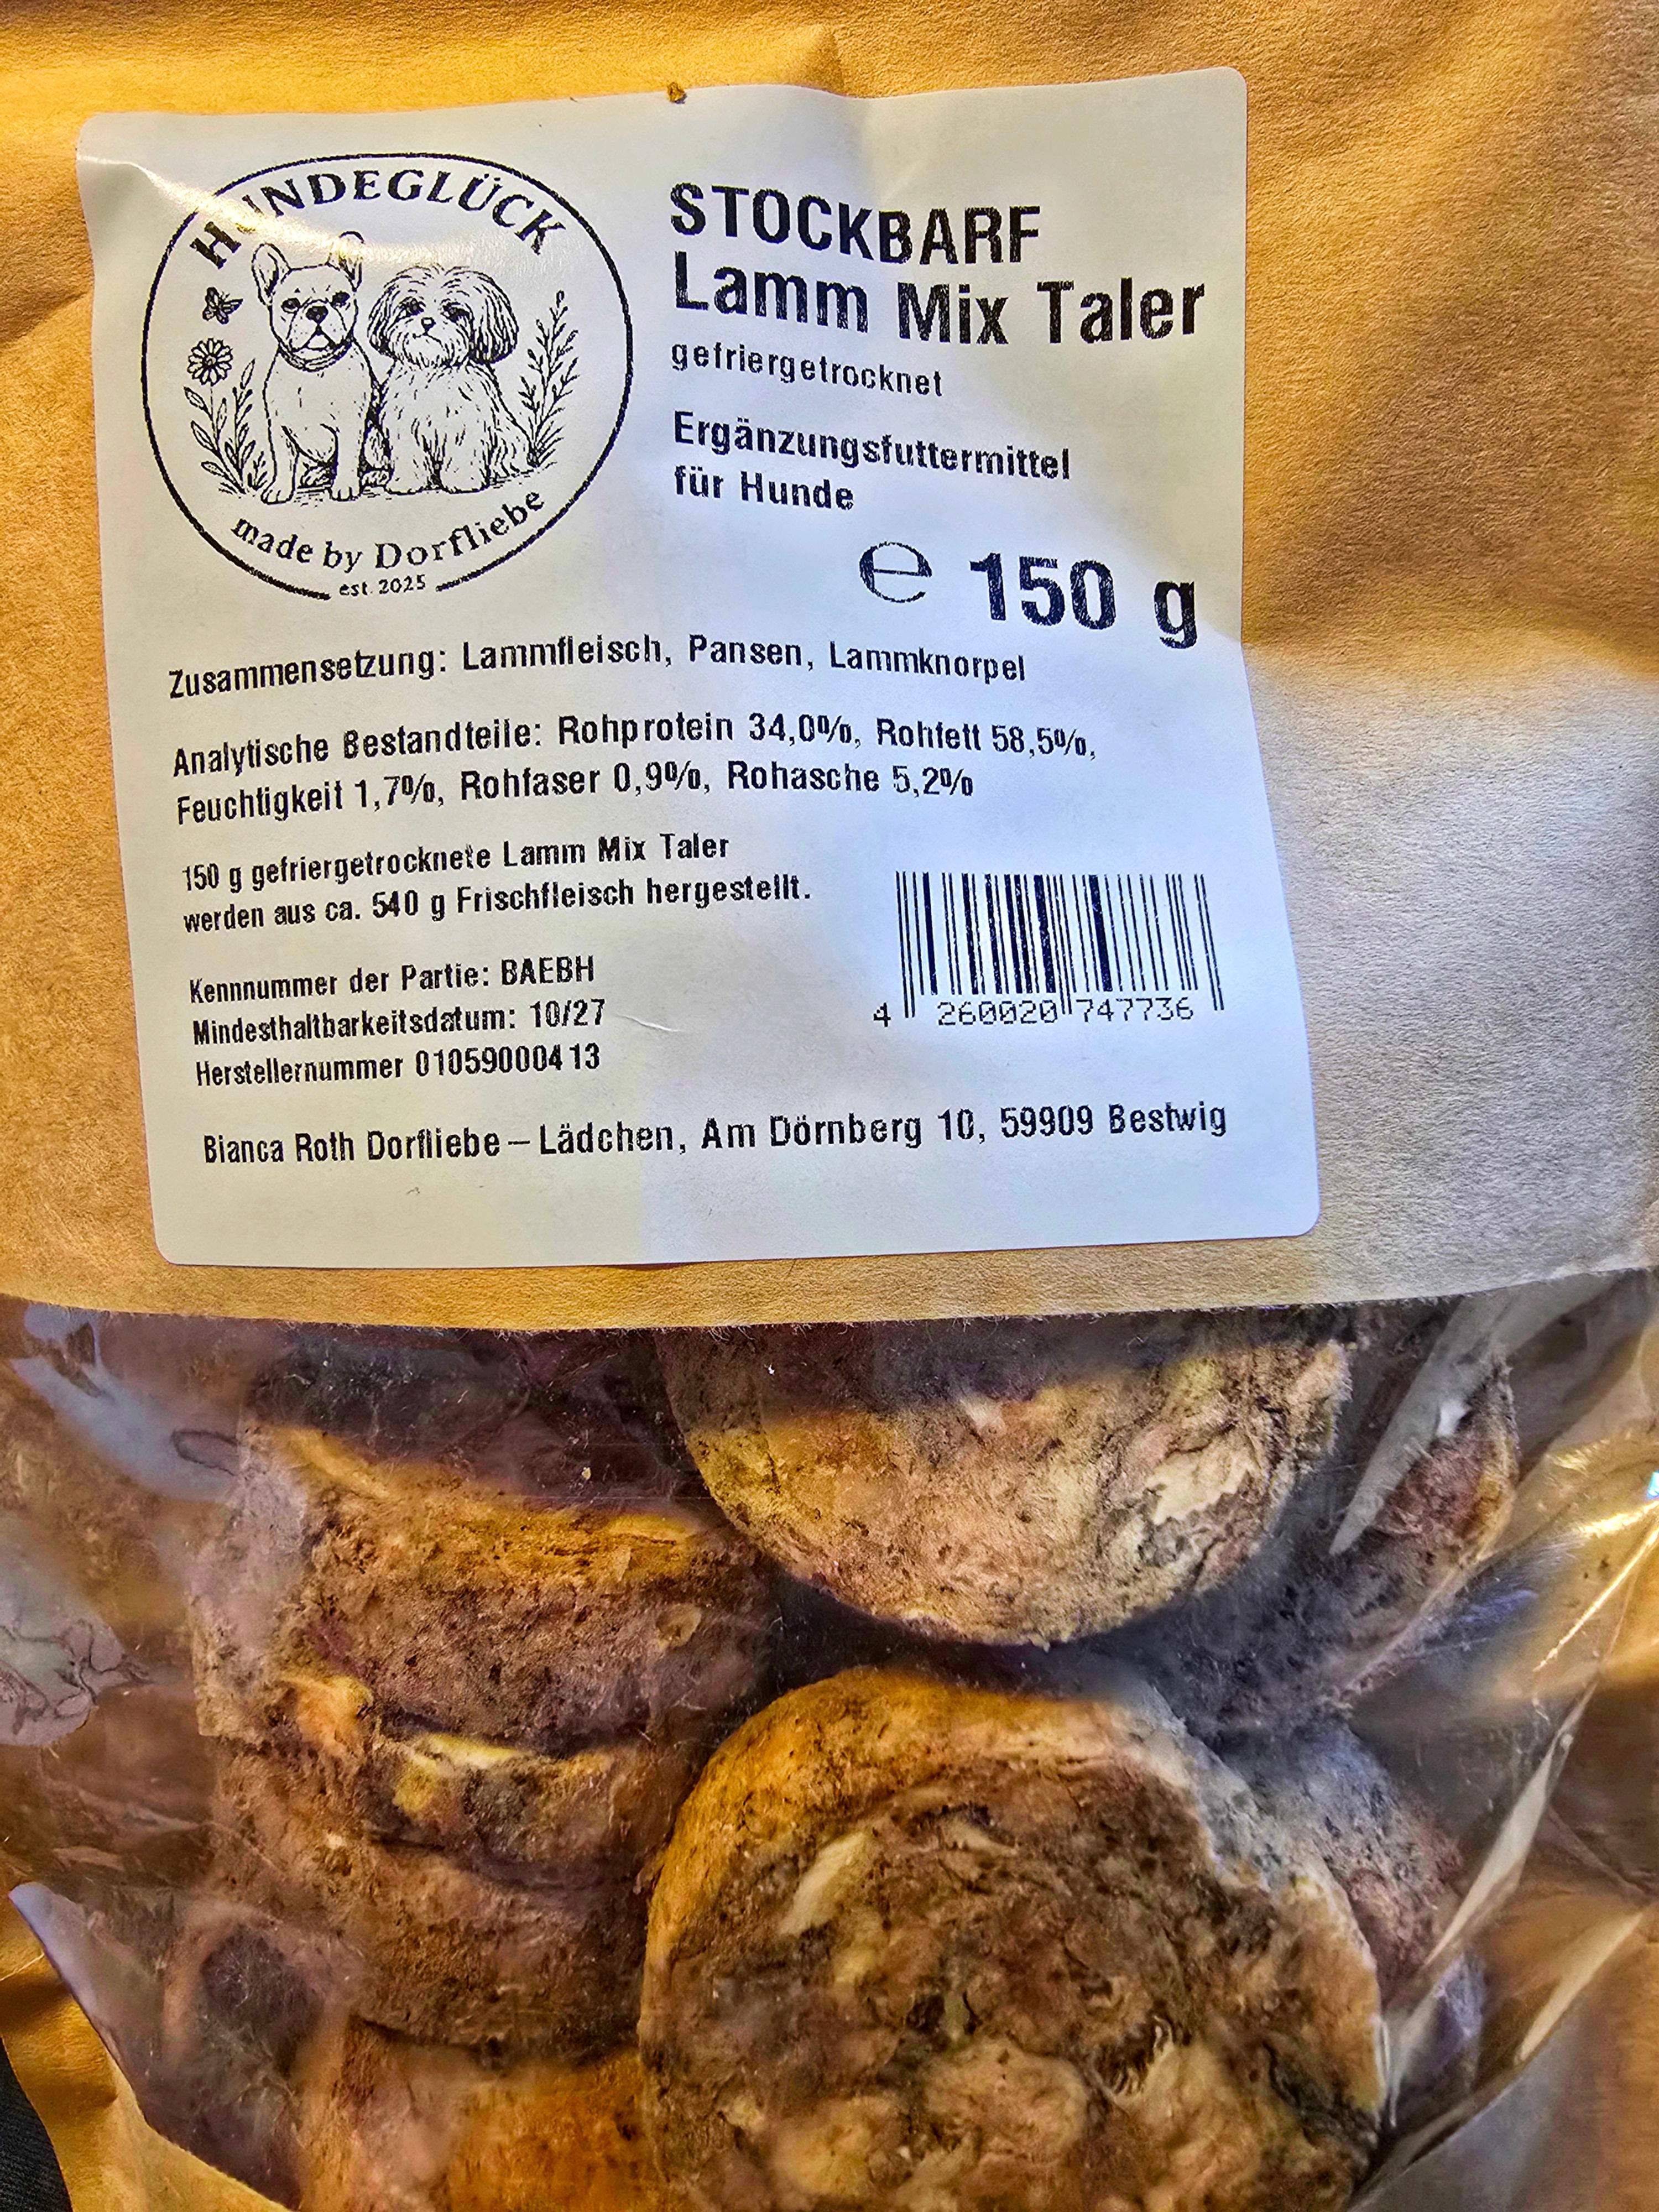 HUNDEGLÜCK
made by Dorfliebe
est. 2025
STOCKBARF
Lamm Mix Taler
gefriergetrocknet
Ergänzungsfuttermittel
für Hunde
℮ 150 g
Zusammensetzung: Lammfleisch, Pansen, Lammknorpel
Analytische Bestandteile: Rohprotein 34,0%, Rohfett 58,5%,
Feuchtigkeit 1,7%, Rohfaser 0,9%, Rohasche 5,2%
150 g gefriergetrocknete Lamm Mix Taler
werden aus ca. 540 g Frischfleisch hergestellt.
Kennnummer der Partie: BAEBH
Mindesthaltbarkeitsdatum: 10/27
Herstellernummer 01059000413
4 260020 747736
Bianca Roth Dorfliebe – Lädchen, Am Dörnberg 10, 59909 Bestwig